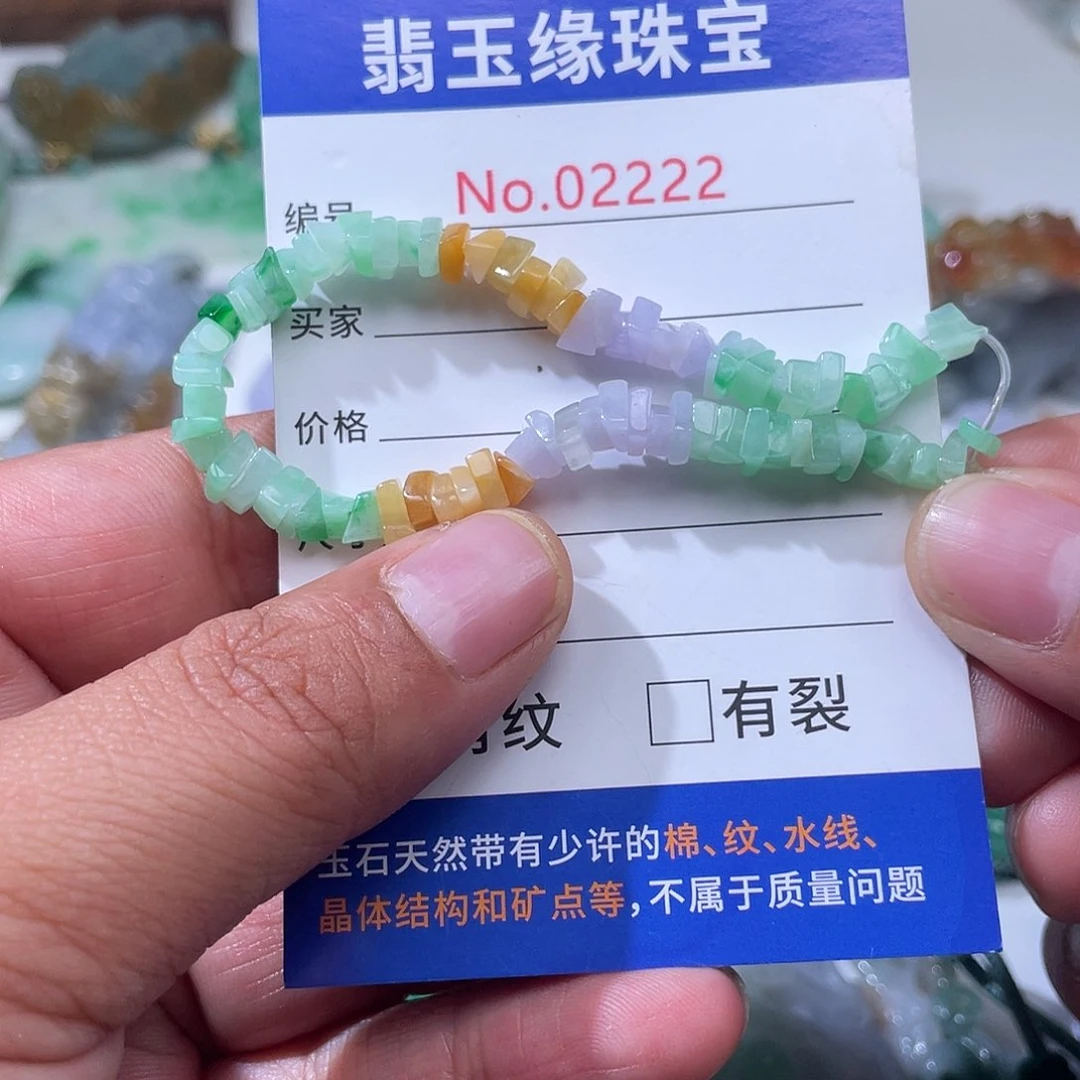 翡玉缘珠宝
编号 No.02222
买家
价格
纹 有裂
玉石天然带有少许的棉、纹、水线、
晶体结构和矿点等,不属于质量问题